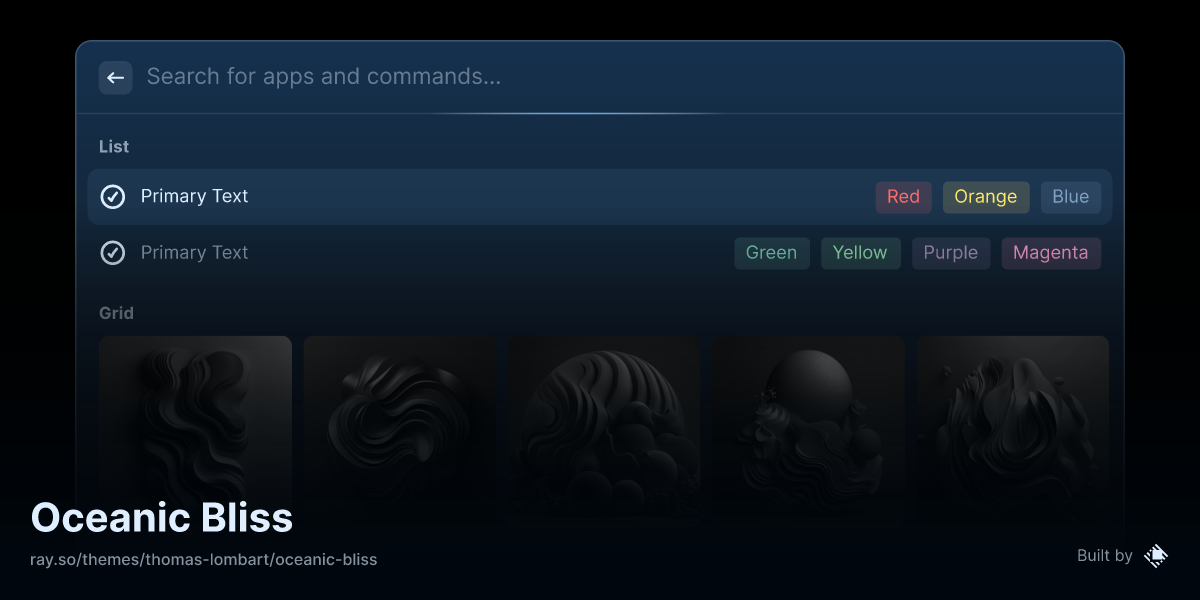 Search for apps and commands...
List
Primary Text Red Orange Blue
Primary Text Green Yellow Purple Magenta
Grid
Oceanic Bliss
ray.so/themes/thomas-lombart/oceanic-bliss
Built by